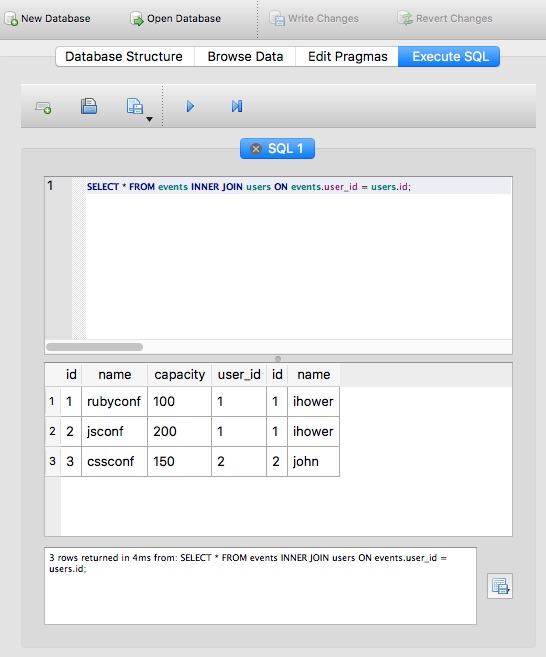 New Database Open Database Write Changes Revert Changes
Database Structure Browse Data Edit Pragmas Execute SQL
SQL 1
1 SELECT * FROM events INNER JOIN users ON events.user_id = users.id;
id name capacity user_id id name
1 1 rubyconf 100 1 1 ihower
2 2 jsconf 200 1 1 ihower
3 3 cssconf 150 2 2 john
3 rows returned in 4ms from: SELECT * FROM events INNER JOIN users ON events.user_id =
users.id;